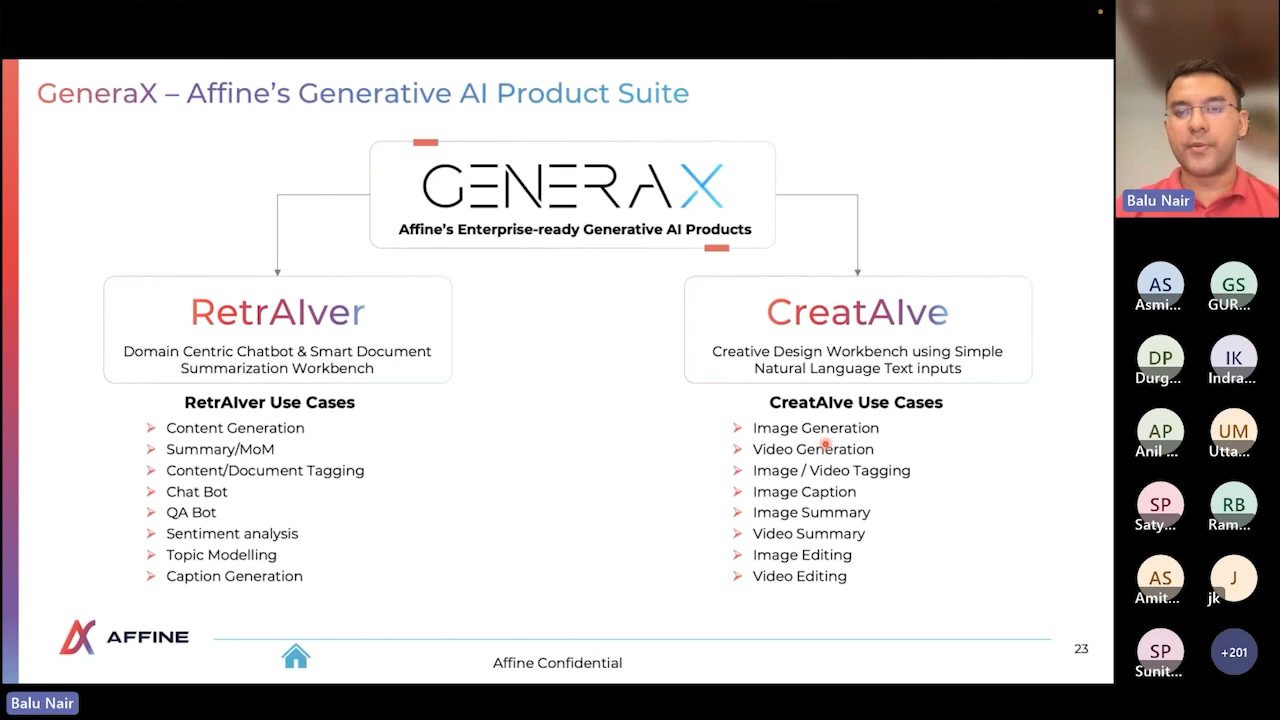 GeneraX – Affine's Generative AI Product Suite
GENERAX
Affine's Enterprise-ready Generative AI Products
RetrAIver
Domain Centric Chatbot & Smart Document
Summarization Workbench
CreatAIve
Creative Design Workbench using Simple
Natural Language Text inputs
RetrAIver Use Cases
Content Generation
Summary/MoM
Content/Document Tagging
Chat Bot
QA Bot
Sentiment analysis
Topic Modelling
Caption Generation
CreatAIve Use Cases
Image Generation
Video Generation
Image / Video Tagging
Image Caption
Image Summary
Video Summary
Image Editing
Video Editing
AFFINE
Affine Confidential
23
Balu Nair
Balu Nair
AS
Asmi...
GS
GUR...
DP
Durg...
IK
Indra...
AP
Anil ...
UM
Utta...
SP
Saty...
RB
Ram...
AS
Amit...
J
jk
SP
Sunit...
+201